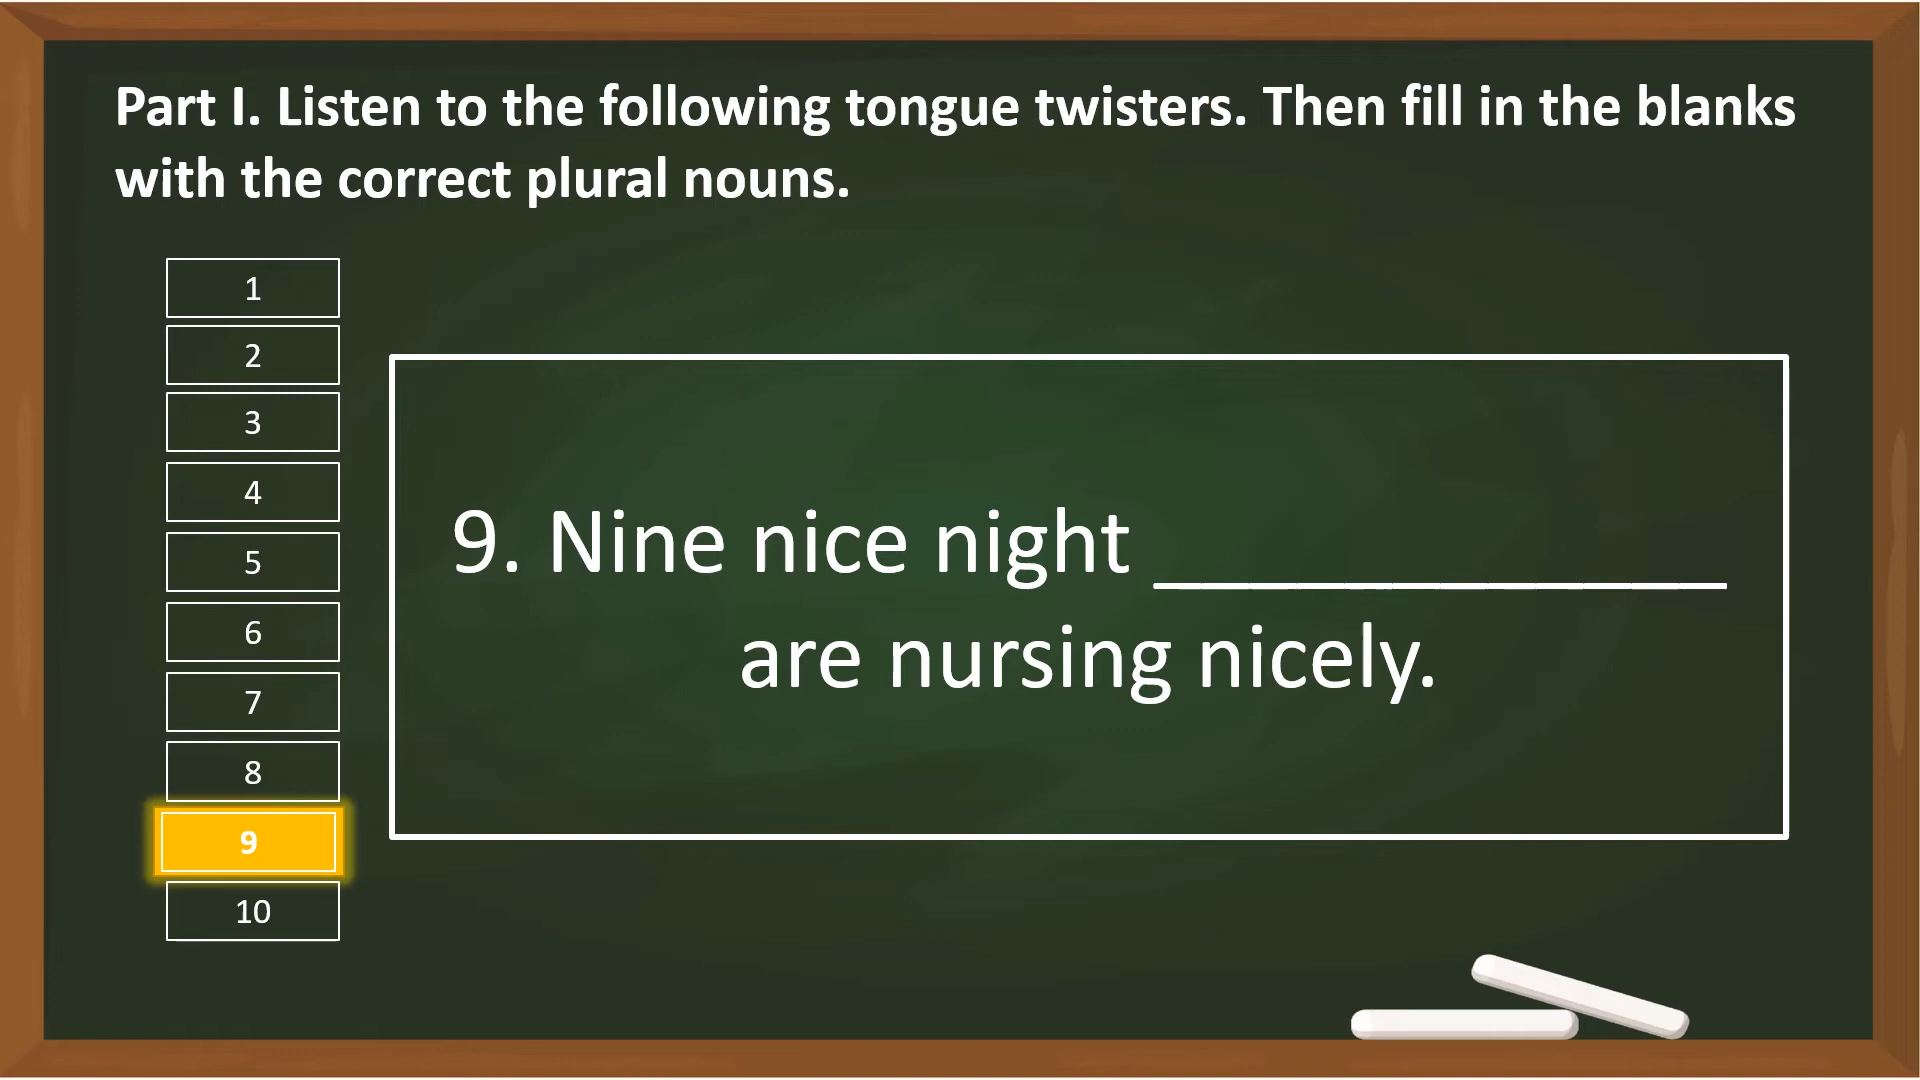 Part I. Listen to the following tongue twisters. Then fill in the blanks
with the correct plural nouns.
1
2
3
4
5
6
7
8
9
10
9. Nine nice night ____________
are nursing nicely.